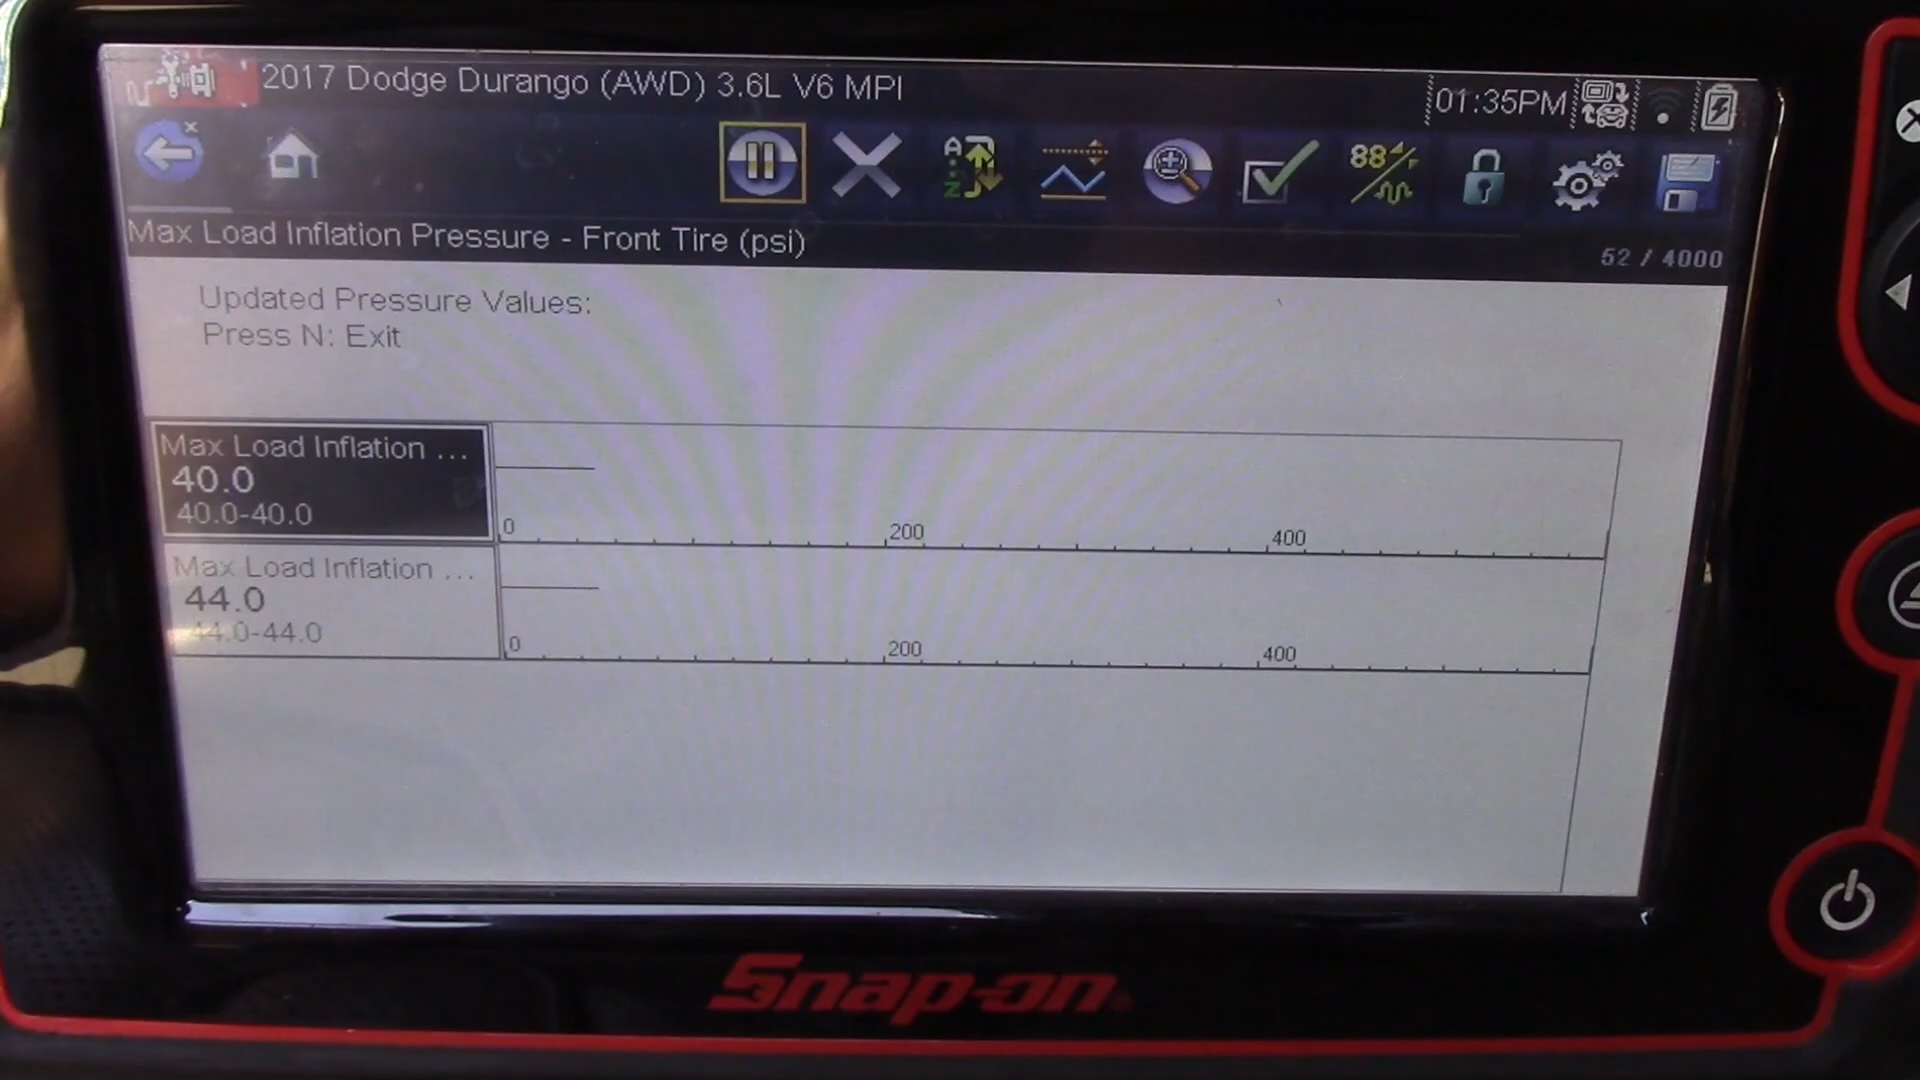 2017 Dodge Durango (AWD) 3.6L V6 MPI
01:35PM
Max Load Inflation Pressure - Front Tire (psi)
52 / 4000
Updated Pressure Values:
Press N: Exit
Max Load Inflation ...
40.0
40.0-40.0
0 200 400
Max Load Inflation ...
44.0
44.0-44.0
0 200 400
Snap-on